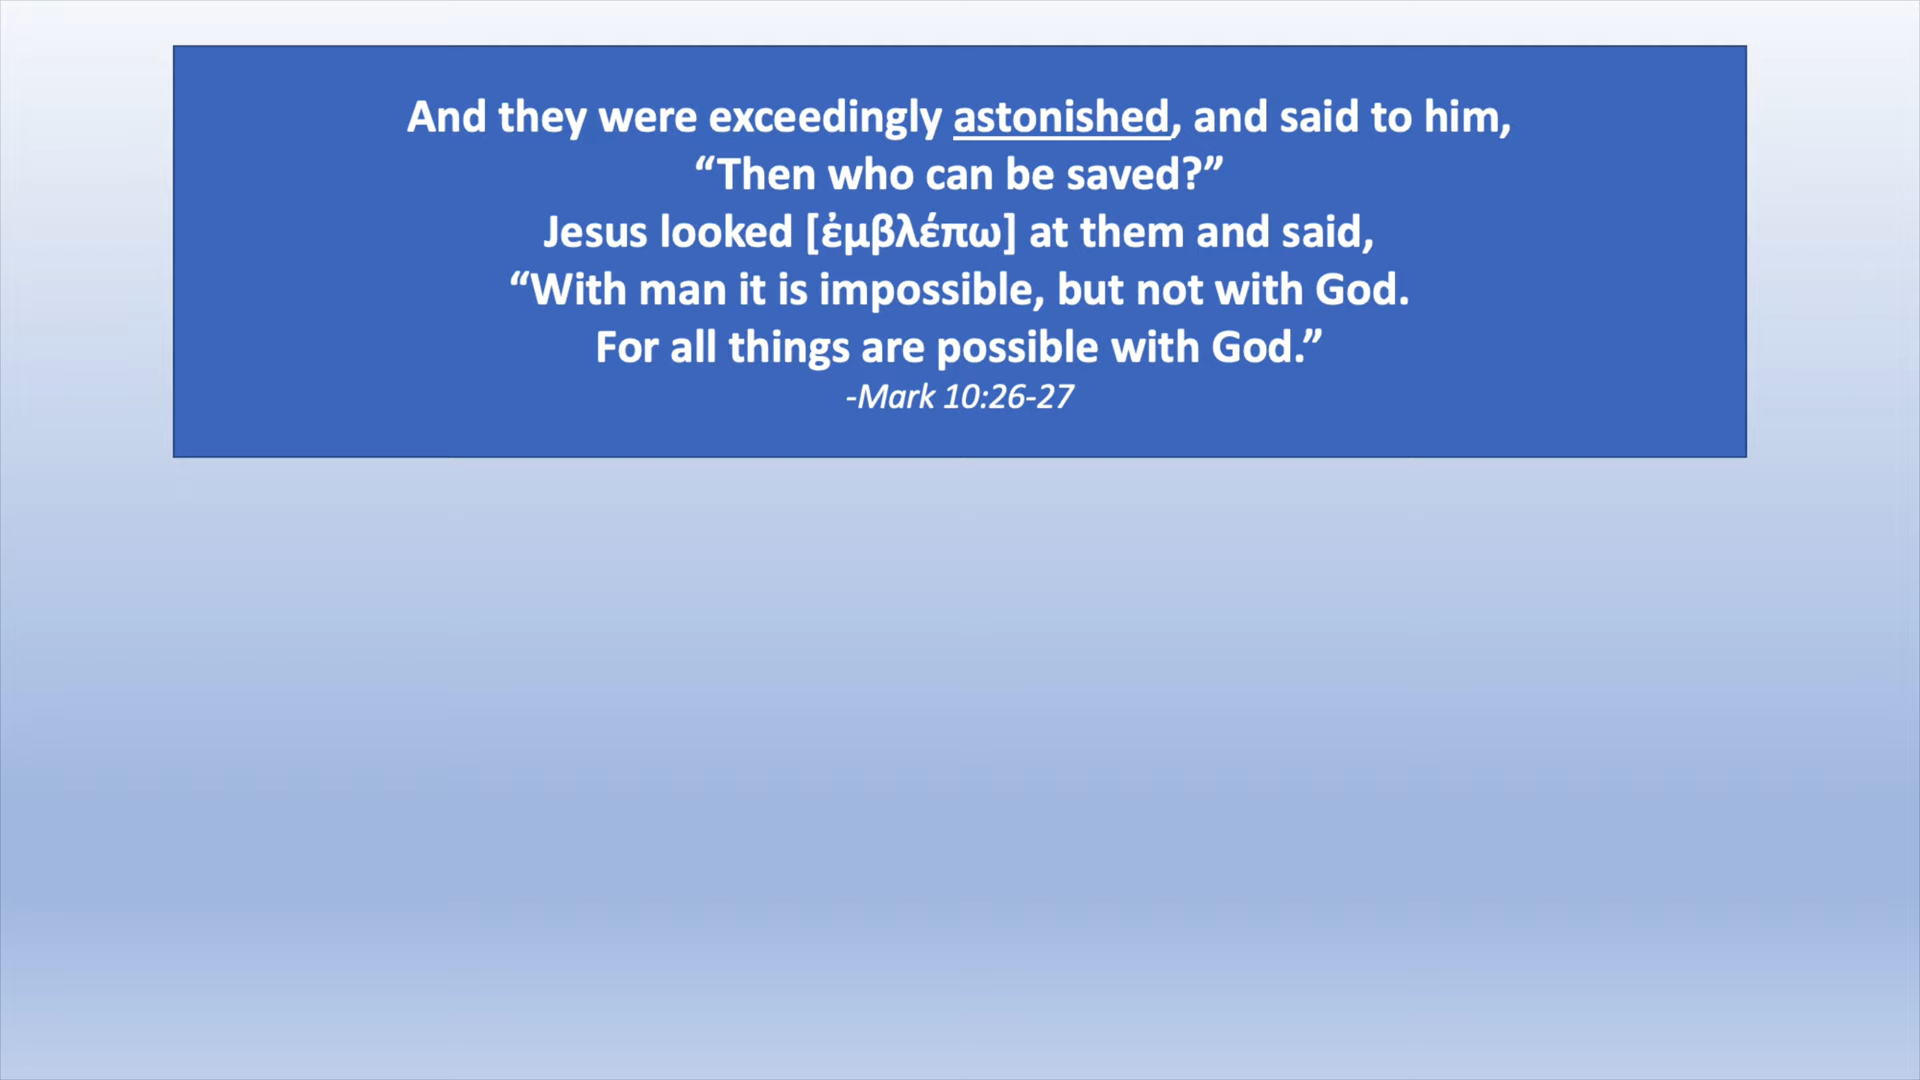 And they were exceedingly astonished, and said to him,
“Then who can be saved?”
Jesus looked [ἐμβλέπω] at them and said,
“With man it is impossible, but not with God.
For all things are possible with God.”
-Mark 10:26-27